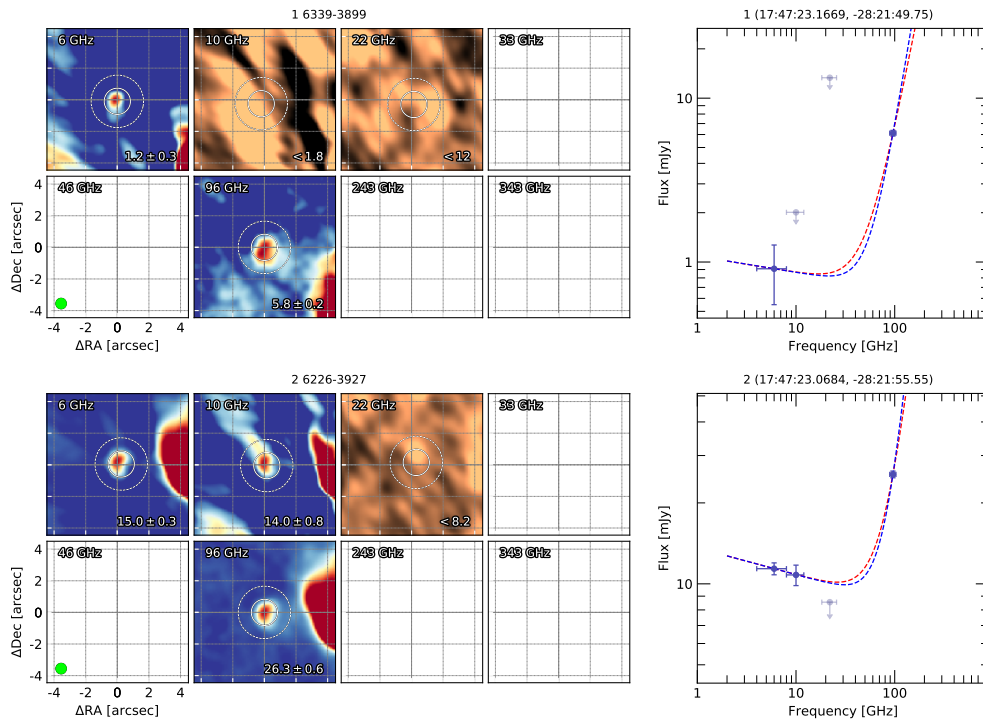 1 6339-3899
6 GHz
10 GHz
22 GHz
33 GHz
1.2 ± 0.3
< 1.8
< 12
46 GHz
96 GHz
243 GHz
343 GHz
5.8 ± 0.2
4
2
0
−2
−4
ΔDec [arcsec]
−4 −2 0 2 4
0
ΔRA [arcsec]
1 (17:47:23.1669, -28:21:49.75)
10
1
Flux [mJy]
1 10 100
Frequency [GHz]
2 6226-3927
6 GHz
10 GHz
22 GHz
33 GHz
15.0 ± 0.3
14.0 ± 0.8
< 8.2
46 GHz
96 GHz
243 GHz
343 GHz
26.3 ± 0.6
4
2
0
−2
−4
ΔDec [arcsec]
−4 −2 0 2 4
0
ΔRA [arcsec]
2 (17:47:23.0684, -28:21:55.55)
10
Flux [mJy]
1 10 100
Frequency [GHz]